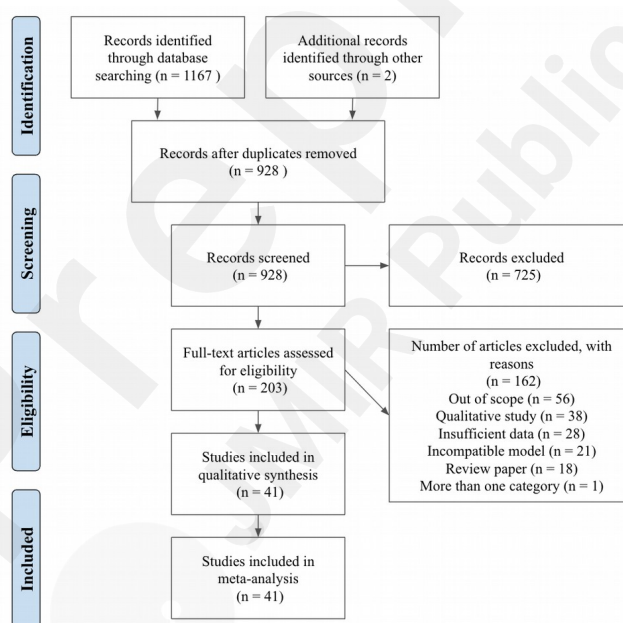 Identification
Records identified
through database
searching (n = 1167 )
Additional records
identified through other
sources (n = 2)
Records after duplicates removed
(n = 928 )
Screening
Records screened
(n = 928)
Records excluded
(n = 725)
Eligibility
Full-text articles assessed
for eligibility
(n = 203)
Number of articles excluded, with
reasons
(n = 162)
Out of scope (n = 56)
Qualitative study (n = 38)
Insufficient data (n = 28)
Incompatible model (n = 21)
Review paper (n = 18)
More than one category (n = 1)
Studies included in
qualitative synthesis
(n = 41)
Included
Studies included in
meta-analysis
(n = 41)
JMIR Public